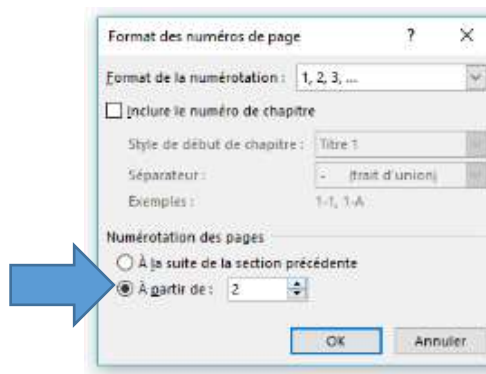 Format des numéros de page ? ×
Format de la numérotation : 1, 2, 3, ...
Inclure le numéro de chapitre
Style de début de chapitre : Titre 1
Séparateur : - (trait d'union)
Exemples : 1-1, 1-A
Numérotation des pages
À la suite de la section précédente
À partir de : 2
OK Annuler